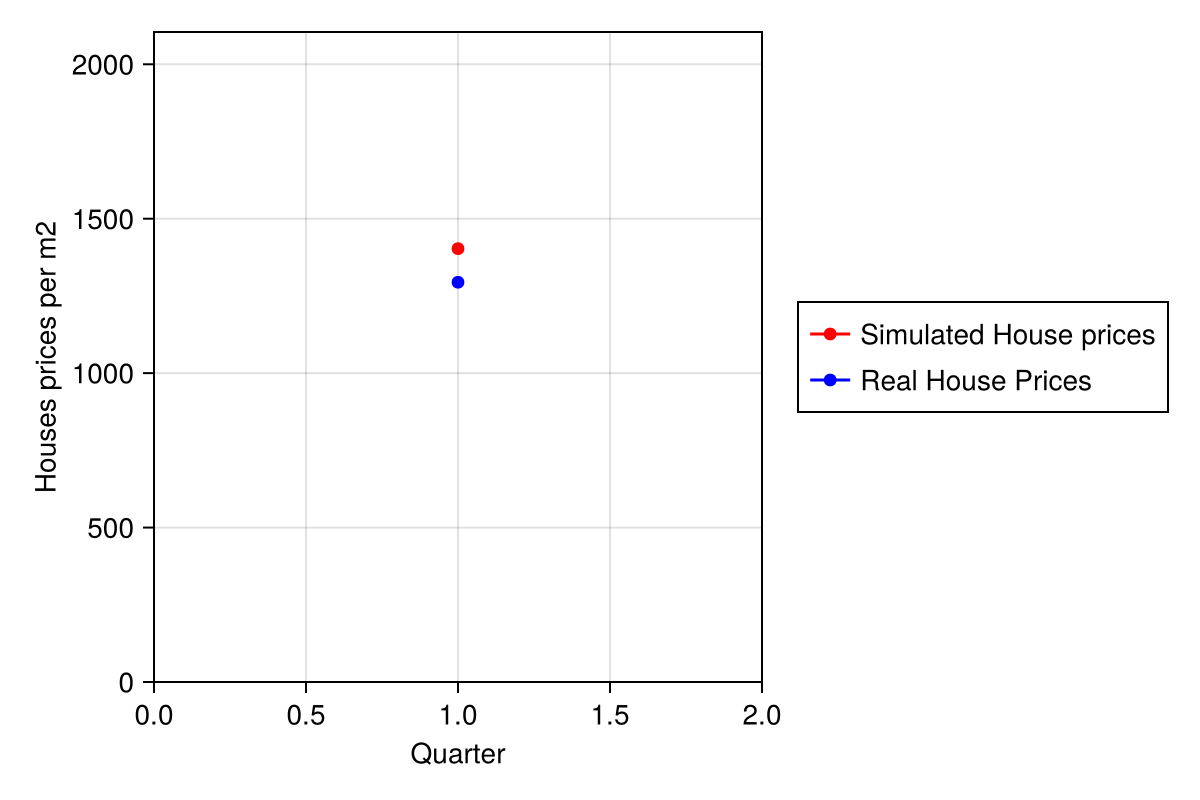 2000
1500
1000
500
0
Houses prices per m2
0.0 0.5 1.0 1.5 2.0
Quarter
Simulated House prices
Real House Prices